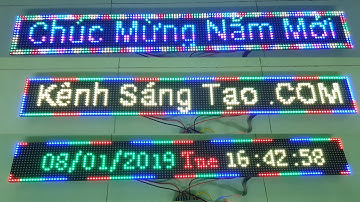 Chúc Mừng Năm Mới
Kênh Sáng Tạo .COM
08/01/2019 Tue 16:42:58